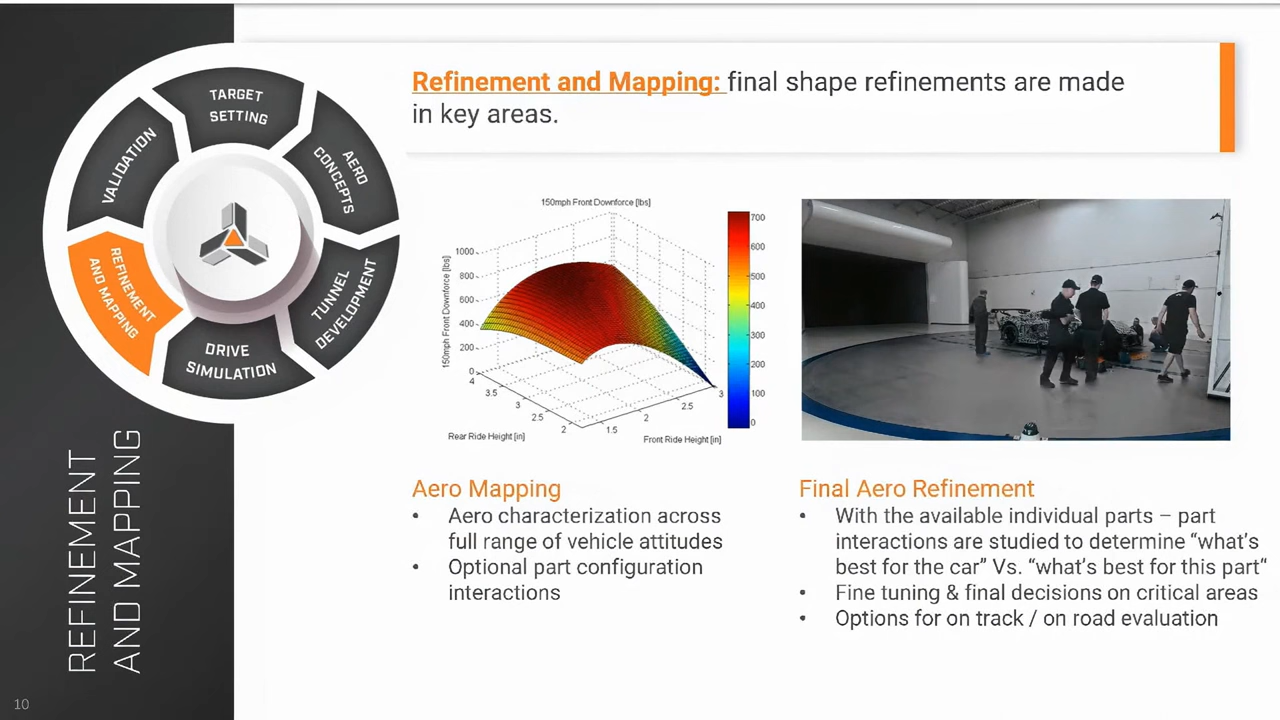 TARGET
SETTING
AERO
CONCEPTS
TUNNEL
DEVELOPMENT
DRIVE
SIMULATION
REFINEMENT
AND MAPPING
VALIDATION
REFINEMENT
AND MAPPING
10
Refinement and Mapping: final shape refinements are made
in key areas.
150mph Front Downforce [lbs]
150mph Front Downforce [lbs]
1000
800
600
400
200
0
4
3.5
3
2.5
2
Rear Ride Height [in]
1.5
2
2.5
3
Front Ride Height [in]
700
600
500
400
300
200
100
0
Aero Mapping
• Aero characterization across
full range of vehicle attitudes
• Optional part configuration
interactions
Final Aero Refinement
• With the available individual parts – part
interactions are studied to determine “what’s
best for the car” Vs. “what’s best for this part”
• Fine tuning & final decisions on critical areas
• Options for on track / on road evaluation